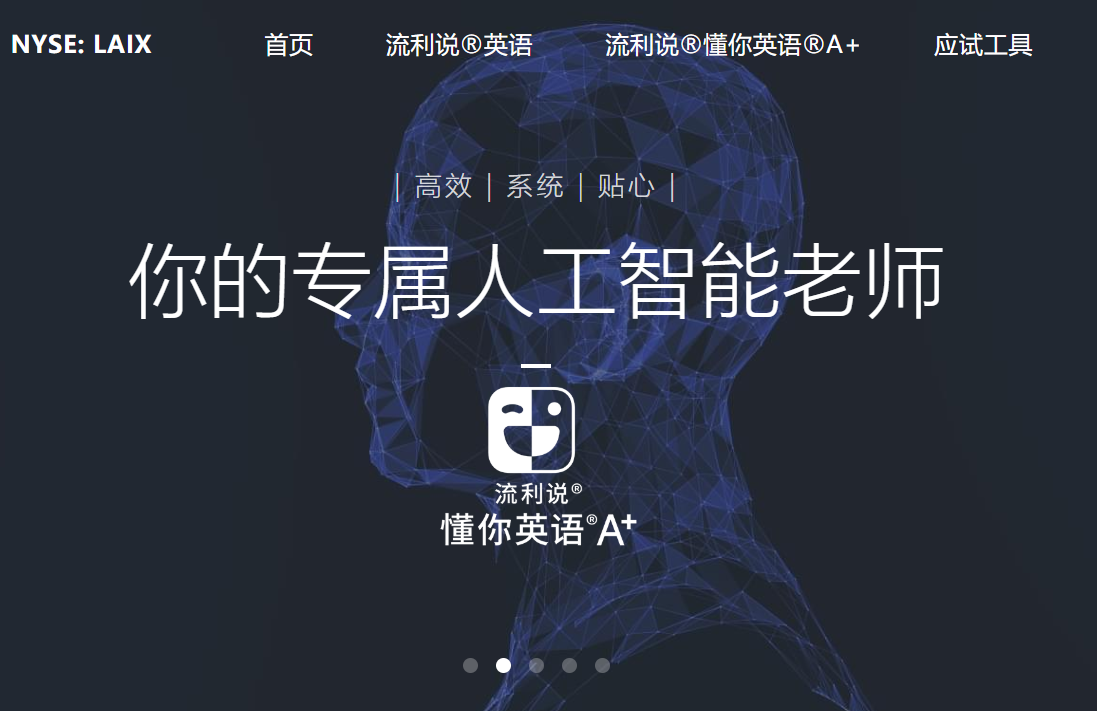 NYSE: LAIX 首页 流利说®英语 流利说®懂你英语®A+ 应试工具
| 高效 | 系统 | 贴心 |
你的专属人工智能老师
流利说®
懂你英语®A+